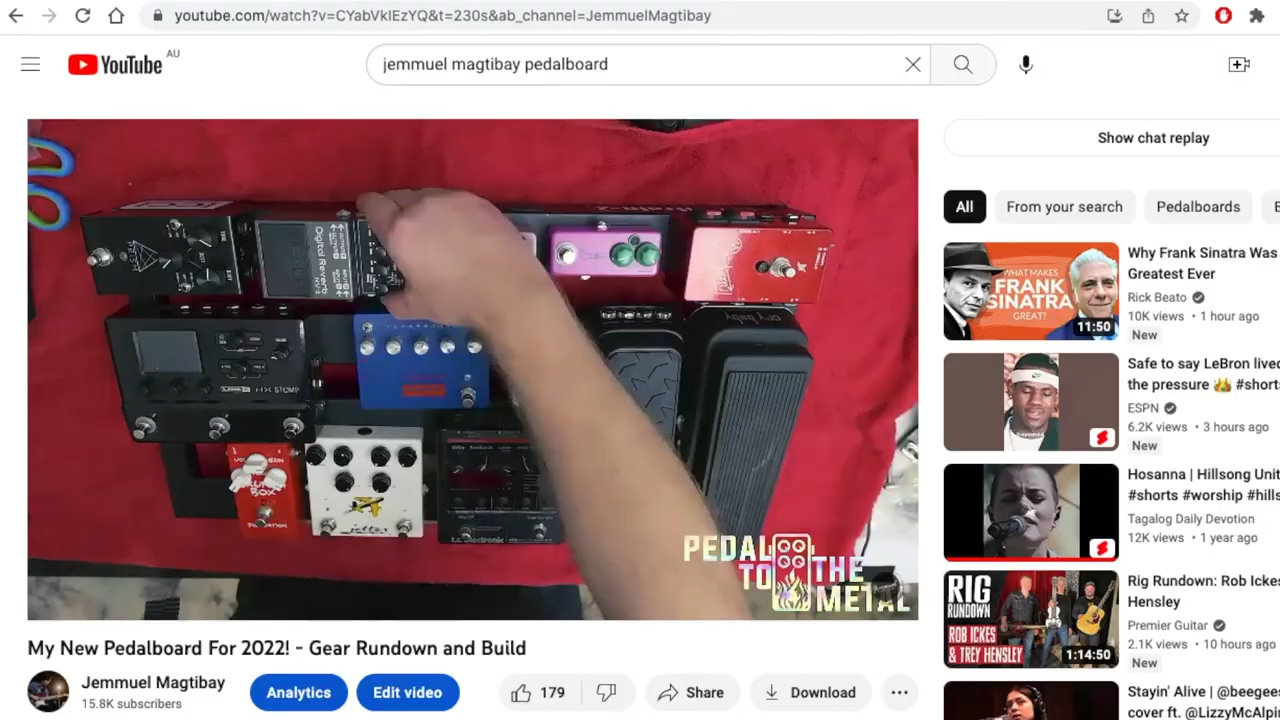 youtube.com/watch?v=CYabVklEzYQ&t=230s&ab_channel=JemmuelMagtibay
YouTube AU
jemmuel magtibay pedalboard
Show chat replay
All
From your search
Pedalboards
Digital Reverb
HX STOMP
jetter
t.c. electronic
cry baby
PEDAL
TO THE
METAL
My New Pedalboard For 2022! - Gear Rundown and Build
Jemmuel Magtibay
15.8K subscribers
Analytics
Edit video
179
Share
Download
WHAT MAKES
FRANK
SINATRA
GREAT?
11:50
Why Frank Sinatra Was
Greatest Ever
Rick Beato
10K views • 1 hour ago
New
Safe to say LeBron lived
the pressure 👑 #short
ESPN
6.2K views • 3 hours ago
New
Hosanna | Hillsong Unit
#shorts #worship #hills
Tagalog Daily Devotion
12K views • 1 year ago
RIG
RUNDOWN
ROB ICKES
& TREY HENSLEY
1:14:50
Rig Rundown: Rob Ickes
Hensley
Premier Guitar
2.1K views • 10 hours ago
New
Stayin' Alive | @beegees
cover ft. @LizzyMcAlpin